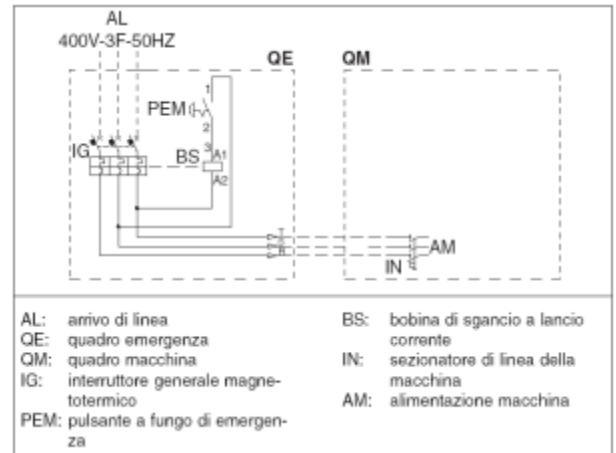 AL
400V-3F-50HZ
QE
QM
1
PEM
2
IG
3
BS
A1
A2
AM
IN
AL: arrivo di linea
QE: quadro emergenza
QM: quadro macchina
IG: interruttore generale magne-
totermico
PEM: pulsante a fungo di emergen-
za
BS: bobina di sgancio a lancio
corrente
IN: sezionatore di linea della
macchina
AM: alimentazione macchina